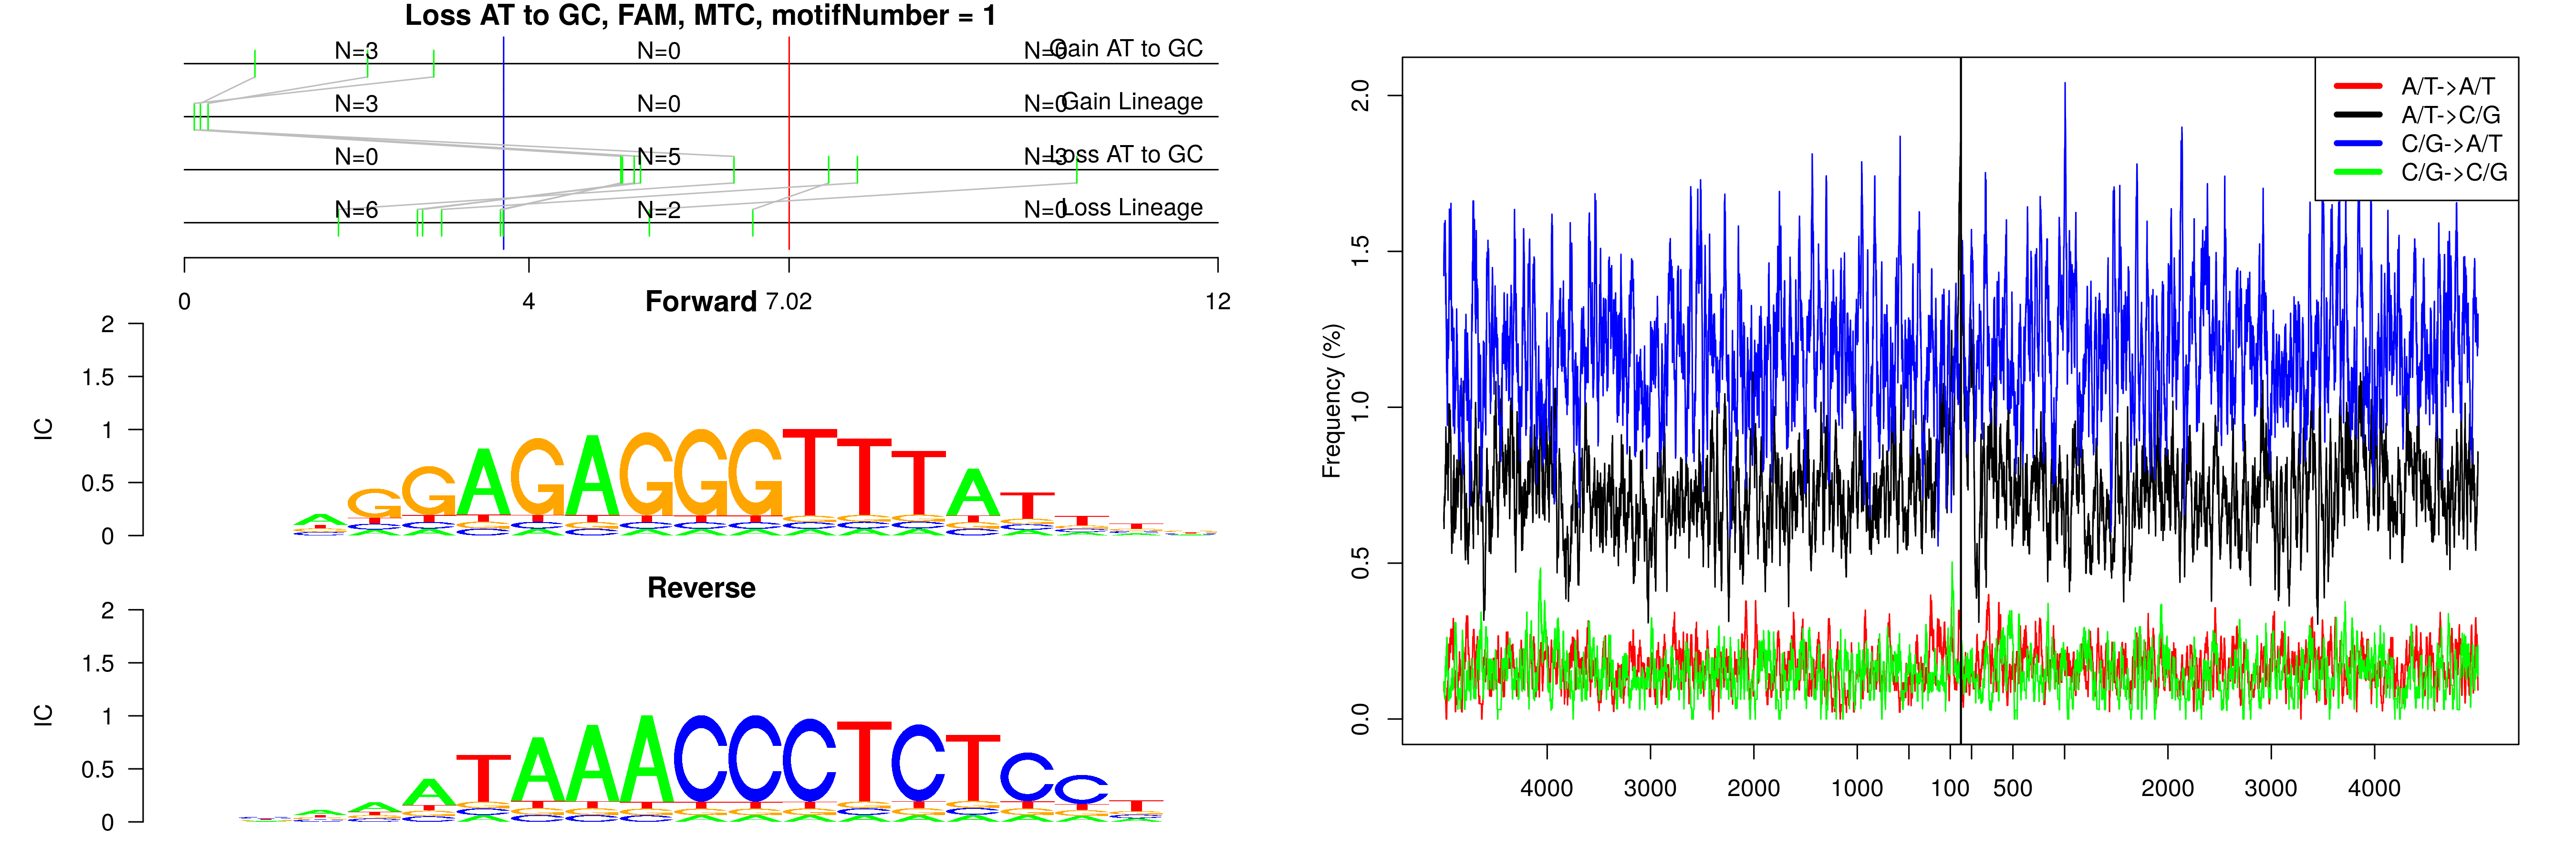 Loss AT to GC, FAM, MTC, motifNumber = 1
N=3 N=0 N=0 Gain AT to GC
N=3 N=0 N=0 Gain Lineage
N=0 N=5 N=3 Loss AT to GC
N=6 N=2 N=0 Loss Lineage
0 4 7.02 12
Forward
IC
2
1.5
1
0.5
0
GGAGAGGGTTTAT
Reverse
IC
2
1.5
1
0.5
0
ATAAACCCTCTCC
Frequency (%)
2.0
1.5
1.0
0.5
0.0
A/T->A/T
A/T->C/G
C/G->A/T
C/G->C/G
4000 3000 2000 1000 100 500 2000 3000 4000